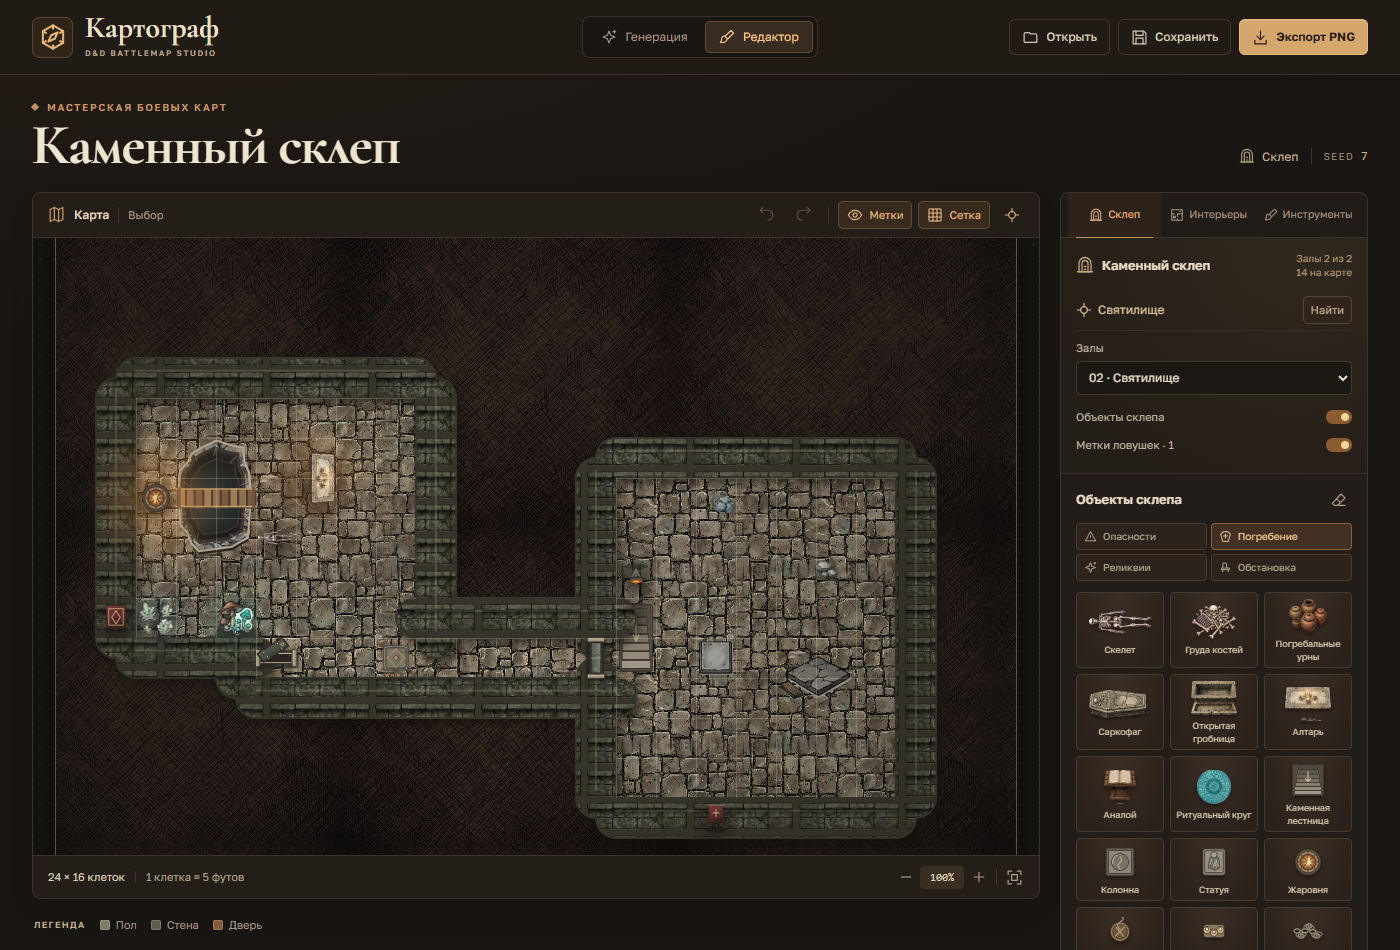 Картограф
D&D BATTLEMAP STUDIO
Генерация
Редактор
Открыть
Сохранить
Экспорт PNG
МАСТЕРСКАЯ БОЕВЫХ КАРТ
Каменный склеп
Склеп
SEED 7
Карта
Выбор
Метки
Сетка
Склеп
Интерьеры
Инструменты
Каменный склеп
Залы 2 из 2
14 на карте
Святилище
Найти
Залы
02 · Святилище
Объекты склепа
Метки ловушек · 1
Объекты склепа
Опасности
Погребение
Реликвии
Обстановка
Скелет
Груда костей
Погребальные
урны
Саркофаг
Открытая
гробница
Алтарь
Аналой
Ритуальный круг
Каменная
лестница
Колонна
Статуя
Жаровня
24 × 16 клеток
1 клетка = 5 футов
100%
ЛЕГЕНДА
Пол
Стена
Дверь